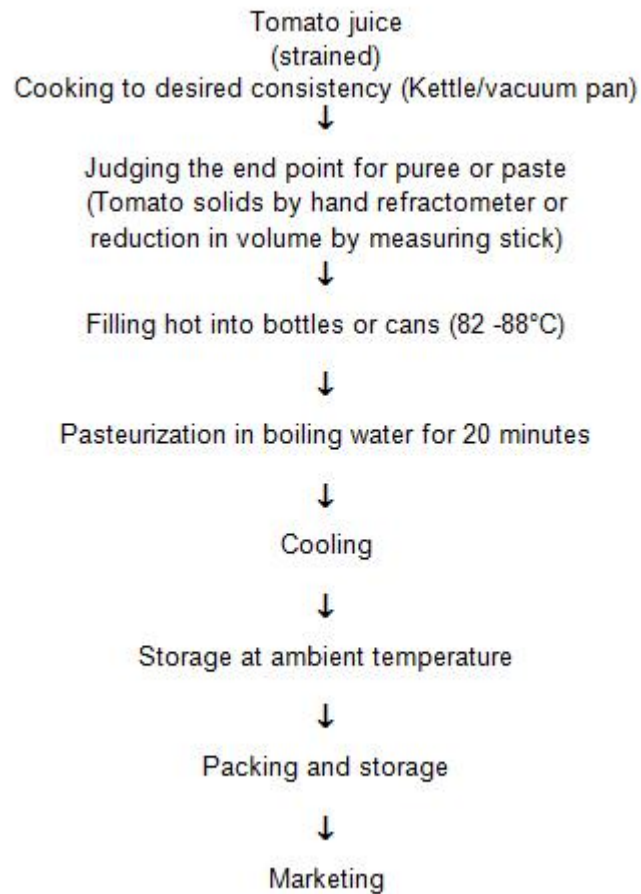 Tomato juice
(strained)
Cooking to desired consistency (Kettle/vacuum pan)
↓
Judging the end point for puree or paste
(Tomato solids by hand refractometer or
reduction in volume by measuring stick)
↓
Filling hot into bottles or cans (82 -88°C)
↓
Pasteurization in boiling water for 20 minutes
↓
Cooling
↓
Storage at ambient temperature
↓
Packing and storage
↓
Marketing